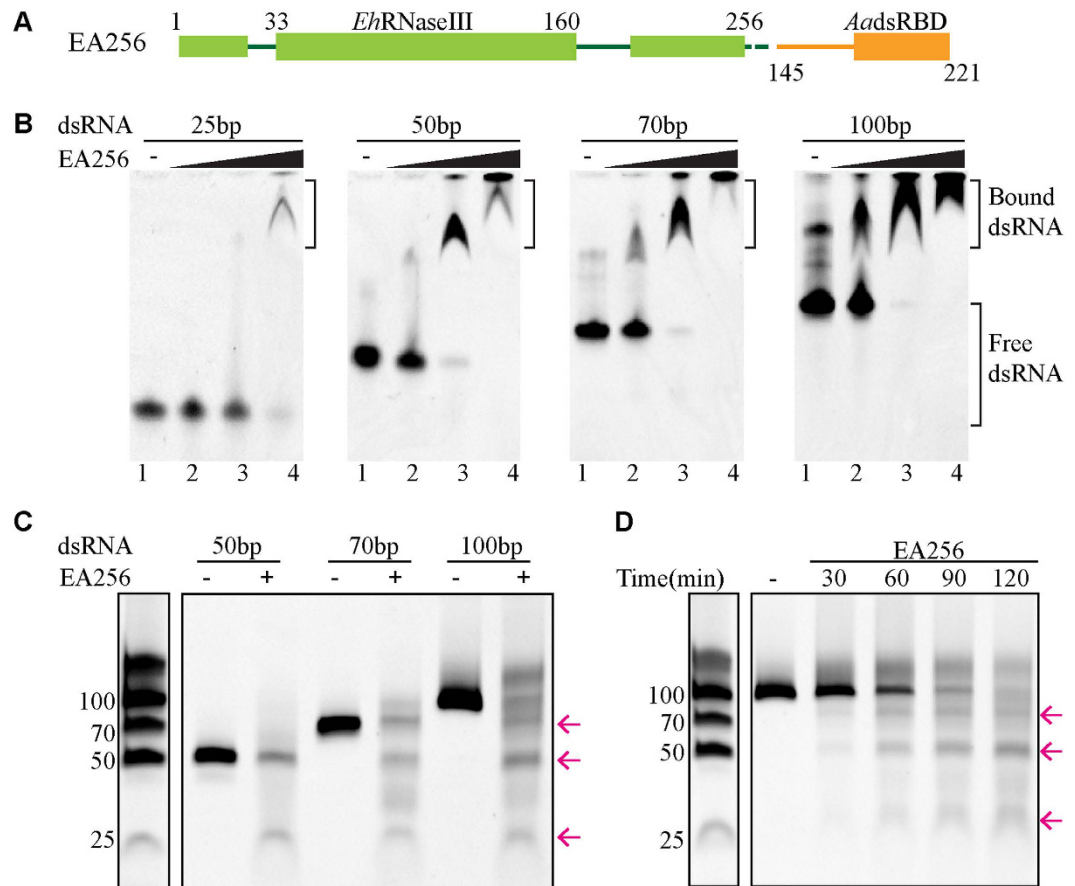 A
1 33 EhRNaseIII 160 256 AadsRBD
EA256
145 221
B
dsRNA 25bp 50bp 70bp 100bp
EA256 - - - -
Bound
dsRNA
Free
dsRNA
1 2 3 4 1 2 3 4 1 2 3 4 1 2 3 4
C
dsRNA 50bp 70bp 100bp
EA256 - + - + - +
100
70
50
25
D
EA256
Time(min) - 30 60 90 120
100
70
50
25